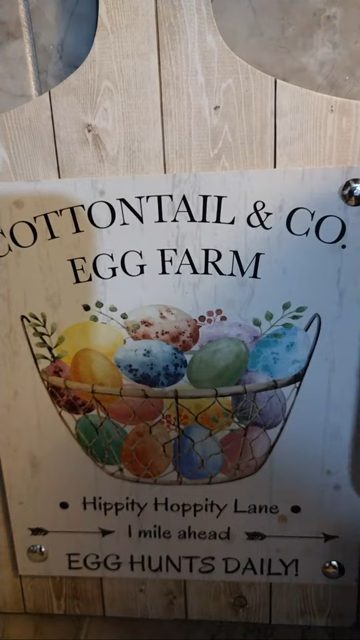 COTTONTAIL & CO.
EGG FARM
• Hippity Hoppity Lane •
1 mile ahead
EGG HUNTS DAILY!